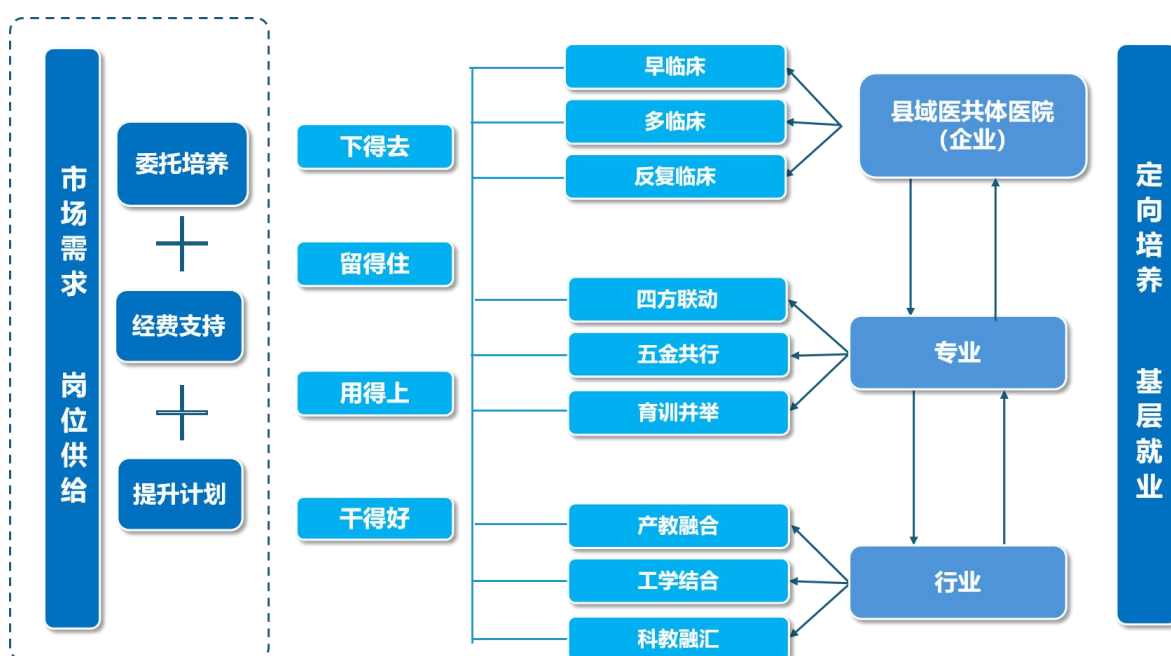 市场需求 岗位供给
委托培养
经费支持
提升计划
下得去
留得住
用得上
干得好
早临床
多临床
反复临床
四方联动
五金共行
育训并举
产教融合
工学结合
科教融汇
县域医共体医院
(企业)
专业
行业
定向培养 基层就业